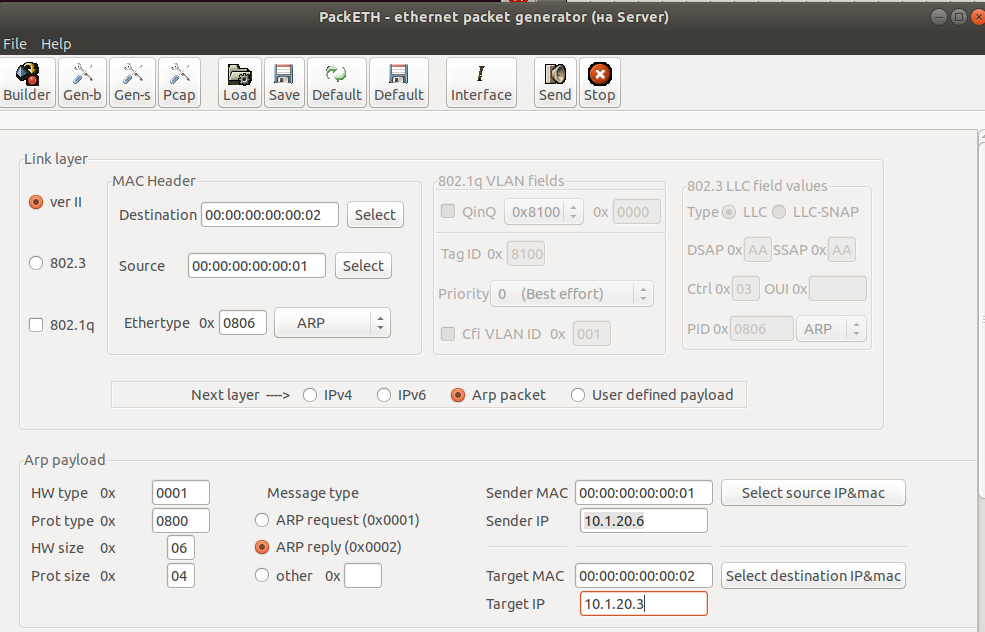 PackETH - ethernet packet generator (на Server)
File Help
Builder Gen-b Gen-s Pcap Load Save Default Default Interface Send Stop
Link layer
MAC Header 802.1q VLAN fields 802.3 LLC field values
ver II Destination 00:00:00:00:00:02 Select QinQ 0x8100 0x 0000 Type LLC LLC-SNAP
802.3 Source 00:00:00:00:00:01 Select Tag ID 0x 8100 DSAP 0x AA SSAP 0x AA
Priority 0 (Best effort) Ctrl 0x 03 OUI 0x
802.1q Ethertype 0x 0806 ARP Cfi VLAN ID 0x 001 PID 0x 0806 ARP
Next layer ----> IPv4 IPv6 Arp packet User defined payload
Arp payload
HW type 0x 0001 Message type Sender MAC 00:00:00:00:00:01 Select source IP&mac
Prot type 0x 0800 ARP request (0x0001) Sender IP 10.1.20.6
HW size 0x 06 ARP reply (0x0002)
Prot size 0x 04 other 0x Target MAC 00:00:00:00:00:02 Select destination IP&mac
Target IP 10.1.20.3